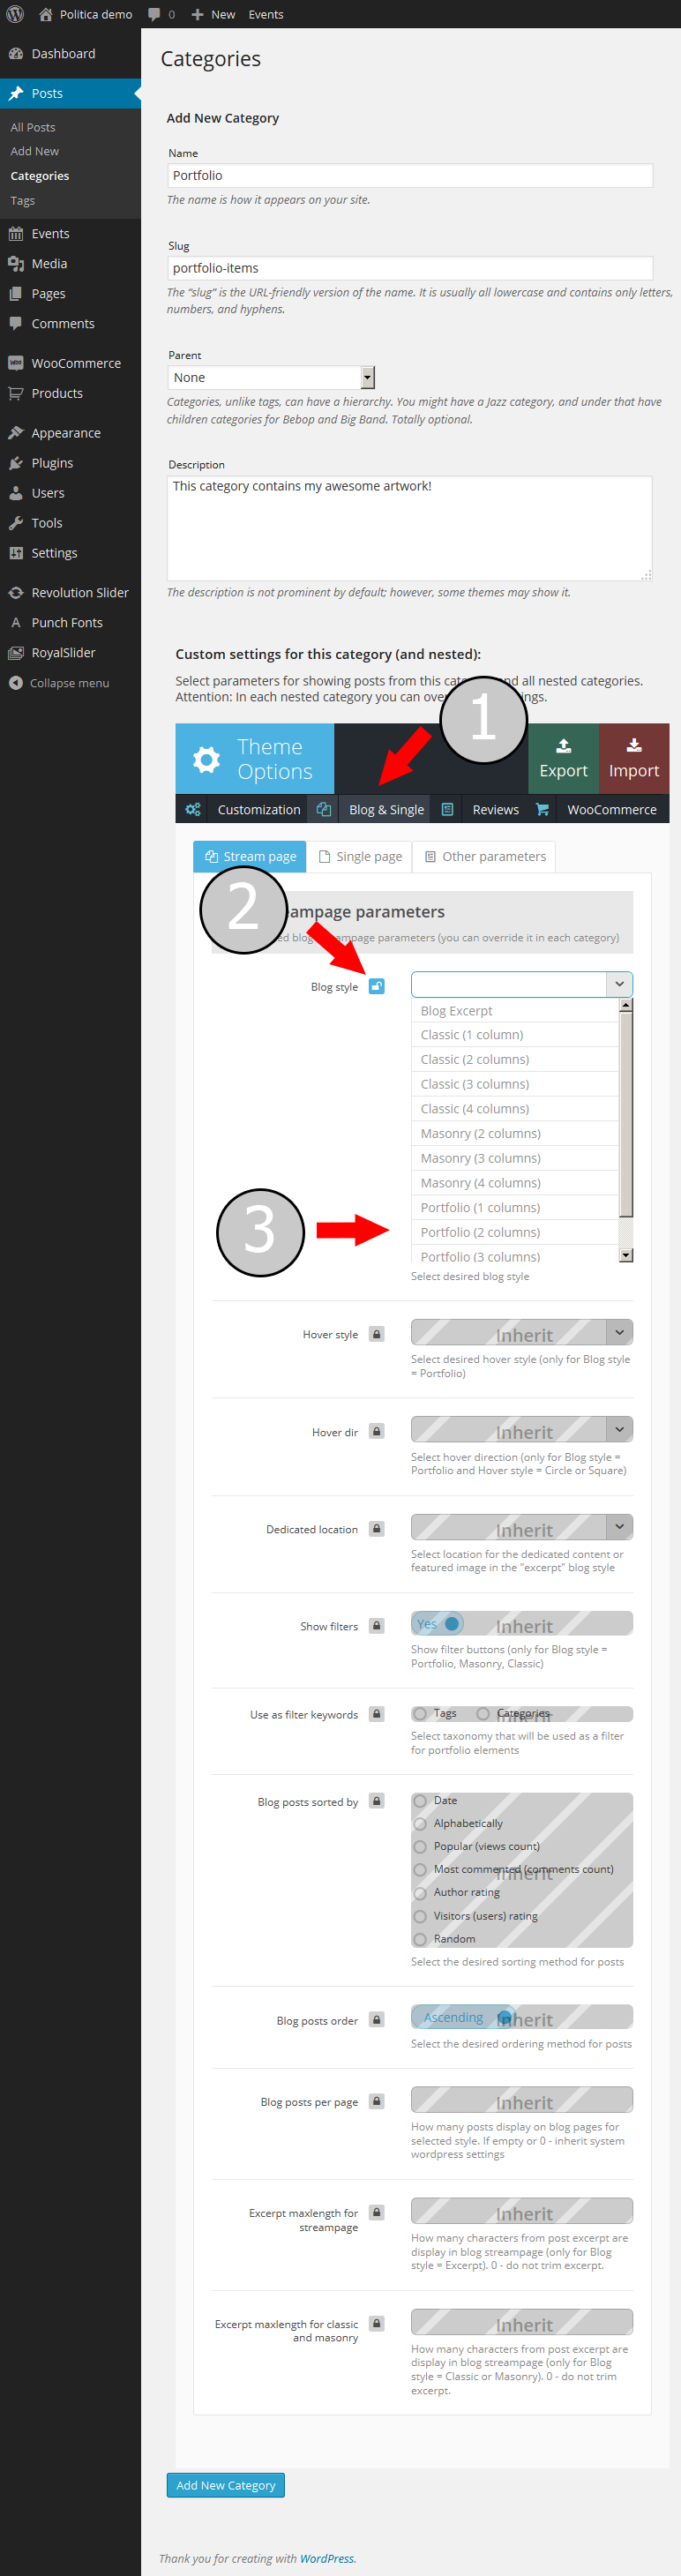 Politica demo 0 New Events
Dashboard
Posts
All Posts
Add New
Categories
Tags
Events
Media
Pages
Comments
WooCommerce
Products
Appearance
Plugins
Users
Tools
Settings
Revolution Slider
Punch Fonts
RoyalSlider
Collapse menu
Categories
Add New Category
Name
Portfolio
The name is how it appears on your site.
Slug
portfolio-items
The “slug” is the URL-friendly version of the name. It is usually all lowercase and contains only letters,
numbers, and hyphens.
Parent
None
Categories, unlike tags, can have a hierarchy. You might have a Jazz category, and under that have
children categories for Bebop and Big Band. Totally optional.
Description
This category contains my awesome artwork!
The description is not prominent by default; however, some themes may show it.
Custom settings for this category (and nested):
Select parameters for showing posts from this and all nested categories.
Attention: In each nested category you can
1
Theme
Options
Export
Import
Customization Blog & Single Reviews WooCommerce
Stream page Single page Other parameters
2
parameters
parameters (you can override it in each category)
Blog style
Blog Excerpt
Classic (1 column)
Classic (2 columns)
Classic (3 columns)
Classic (4 columns)
Masonry (2 columns)
Masonry (3 columns)
Masonry (4 columns)
Portfolio (1 columns)
3
Portfolio (2 columns)
Portfolio (3 columns)
Select desired blog style
Hover style Inherit
Select desired hover style (only for Blog style
= Portfolio)
Hover dir Inherit
Select hover direction (only for Blog style =
Portfolio and Hover style = Circle or Square)
Dedicated location Inherit
Select location for the dedicated content or
featured image in the "excerpt" blog style
Show filters Yes Inherit
Show filter buttons (only for Blog style =
Portfolio, Masonry, Classic)
Use as filter keywords Tags Categories Inherit
Select taxonomy that will be used as a filter
for portfolio elements
Blog posts sorted by Date
Alphabetically
Popular (views count)
Most commented (comments count)
Inherit
Author rating
Visitors (users) rating
Random
Select the desired sorting method for posts
Blog posts order Ascending Inherit
Select the desired ordering method for posts
Blog posts per page Inherit
How many posts display on blog pages for
selected style. If empty or 0 - inherit system
wordpress settings
Excerpt maxlength for
streampage
Inherit
How many characters from post excerpt are
display in blog streampage (only for Blog
style = Excerpt). 0 - do not trim excerpt.
Excerpt maxlength for classic
and masonry
Inherit
How many characters from post excerpt are
display in blog streampage (only for Blog
style = Classic or Masonry). 0 - do not trim
excerpt.
Add New Category
Thank you for creating with WordPress.